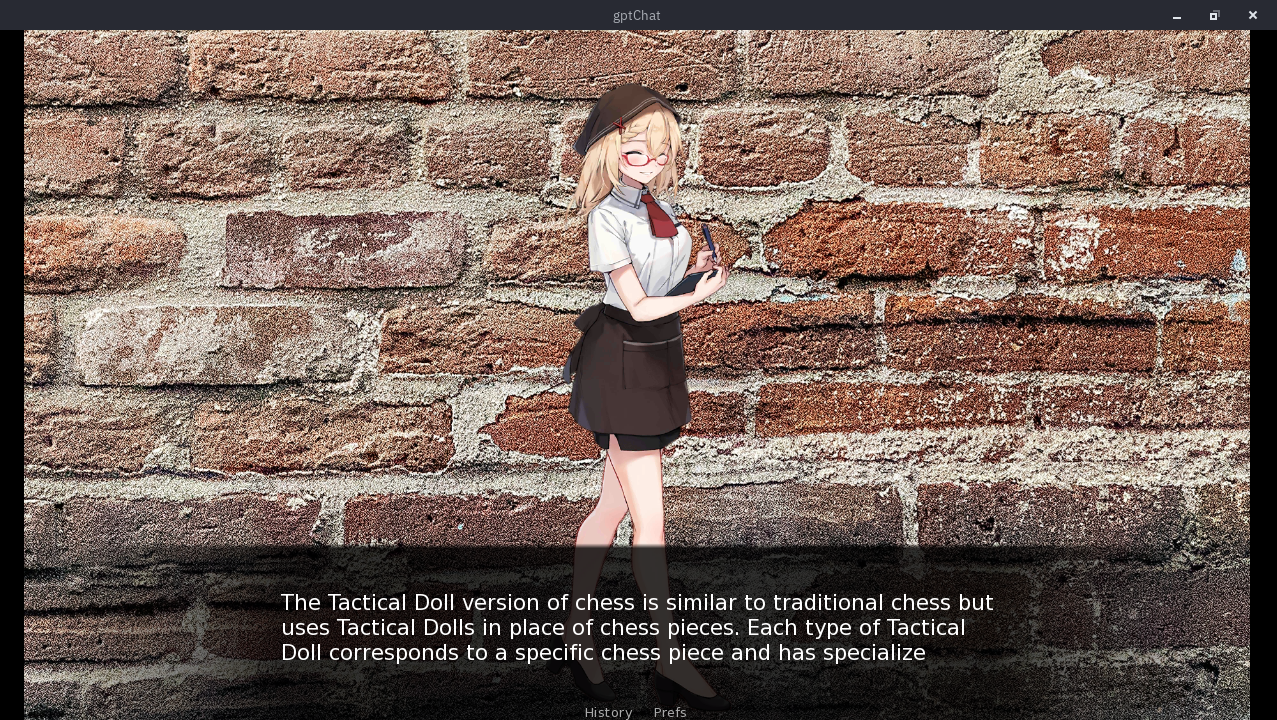 gptChat
The Tactical Doll version of chess is similar to traditional chess but
uses Tactical Dolls in place of chess pieces. Each type of Tactical
Doll corresponds to a specific chess piece and has specialize
History Prefs